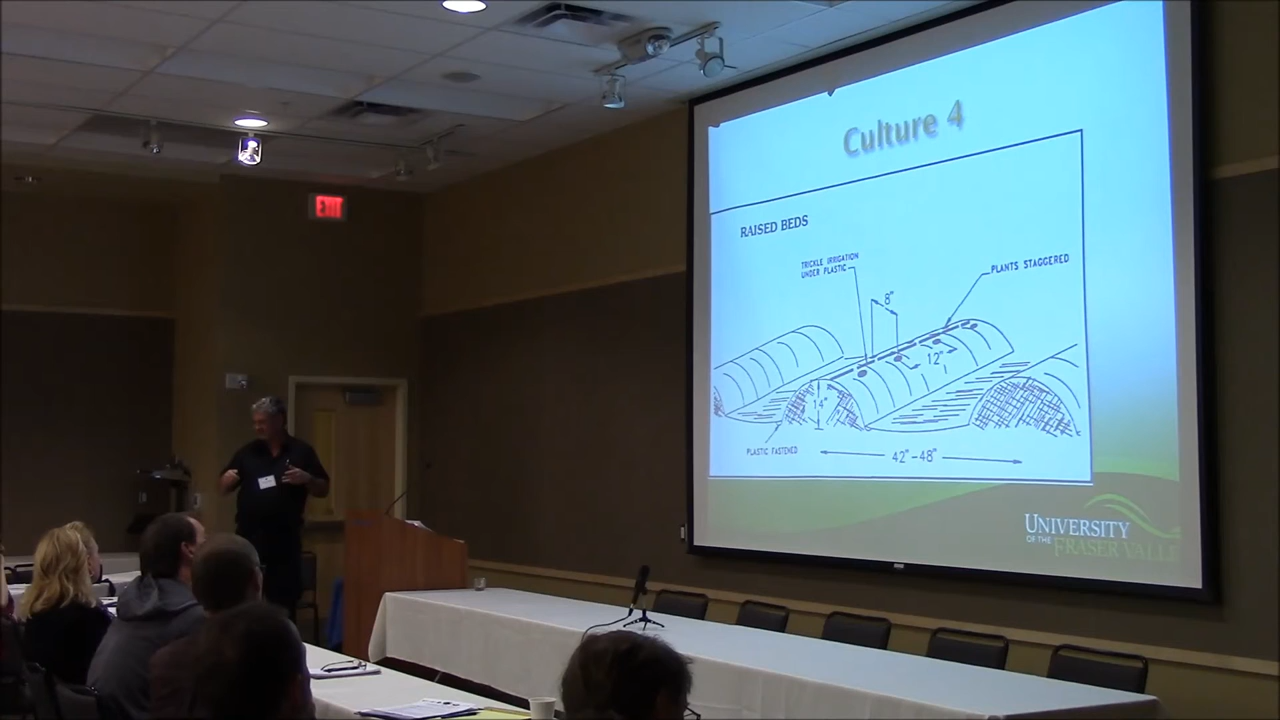 EXIT
Culture 4
RAISED BEDS
TRICKLE IRRIGATION
UNDER PLASTIC
PLANTS STAGGERED
8"
12"
14"
PLASTIC FASTENED
42"-48"
UNIVERSITY
OF THE FRASER VALLEY